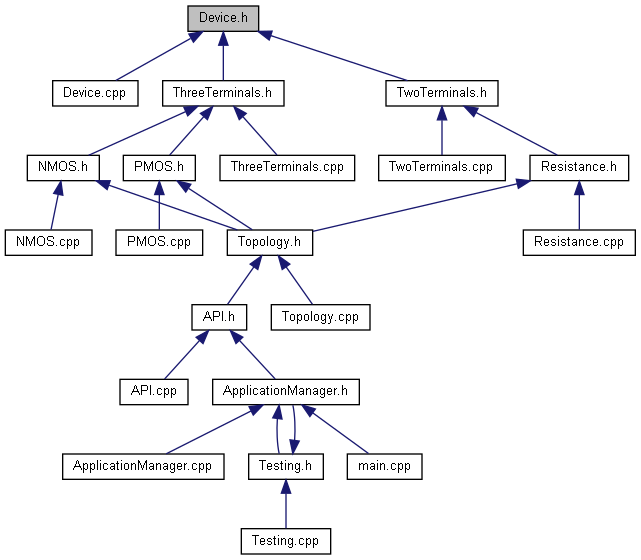 Device.h
Device.cpp
ThreeTerminals.h
TwoTerminals.h
NMOS.h
PMOS.h
ThreeTerminals.cpp
TwoTerminals.cpp
Resistance.h
NMOS.cpp
PMOS.cpp
Topology.h
Resistance.cpp
API.h
Topology.cpp
API.cpp
ApplicationManager.h
ApplicationManager.cpp
Testing.h
main.cpp
Testing.cpp